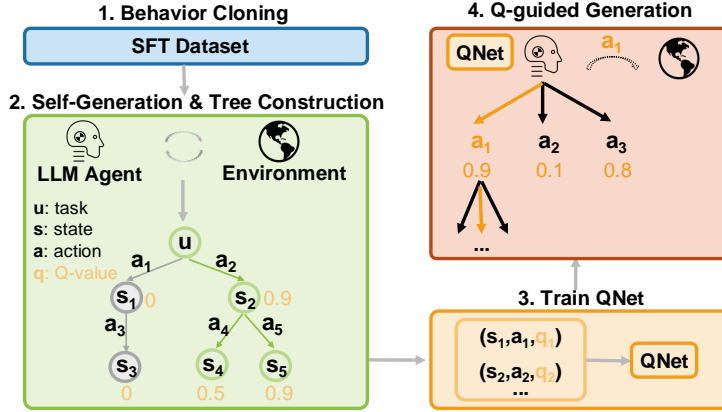 1. Behavior Cloning
SFT Dataset
2. Self-Generation & Tree Construction
LLM Agent
Environment
u: task
s: state
a: action
q: Q-value
u
a1
a2
s1
0
s2
0.9
a3
a4
a5
s3
s4
s5
0
0.5
0.9
4. Q-guided Generation
QNet
a1
a1
a2
a3
0.9
0.1
0.8
...
3. Train QNet
(s1,a1,q1)
(s2,a2,q2)
...
QNet